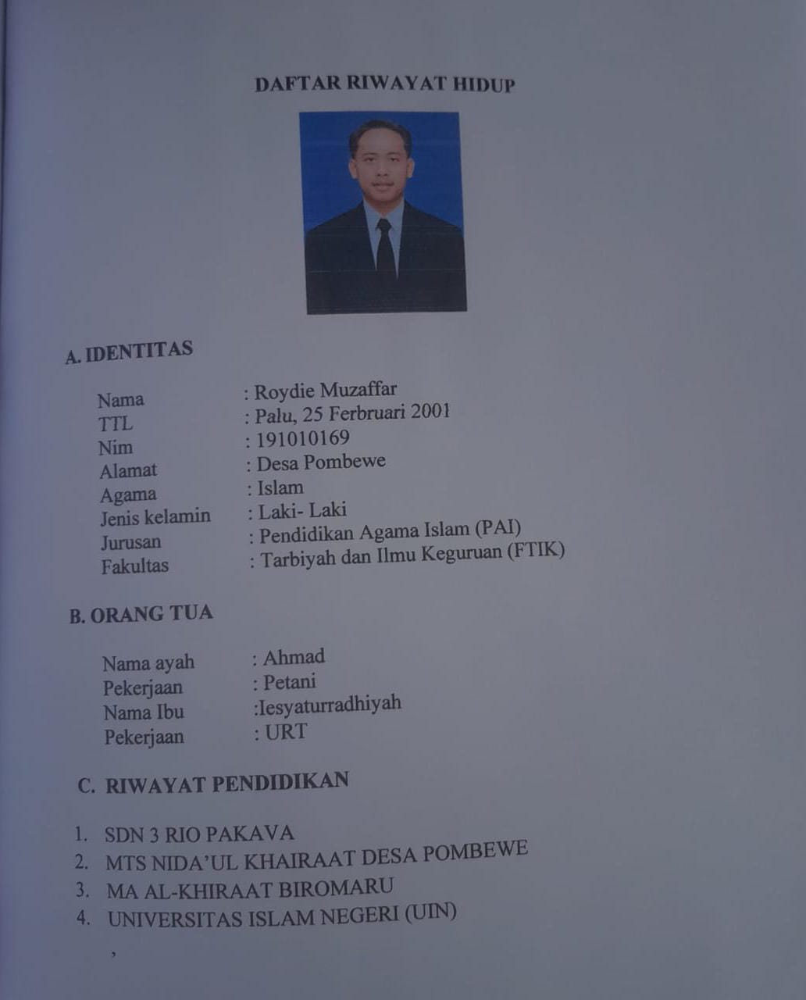 DAFTAR RIWAYAT HIDUP
A. IDENTITAS
Nama : Roydie Muzaffar
TTL : Palu, 25 Ferbruari 2001
Nim : 191010169
Alamat : Desa Pombewe
Agama : Islam
Jenis kelamin : Laki- Laki
Jurusan : Pendidikan Agama Islam (PAI)
Fakultas : Tarbiyah dan Ilmu Keguruan (FTIK)
B. ORANG TUA
Nama ayah : Ahmad
Pekerjaan : Petani
Nama Ibu :Iesyaturradhiyah
Pekerjaan : URT
C. RIWAYAT PENDIDIKAN
1. SDN 3 RIO PAKAVA
2. MTS NIDA’UL KHAIRAAT DESA POMBEWE
3. MA AL-KHIRAAT BIROMARU
4. UNIVERSITAS ISLAM NEGERI (UIN)
,